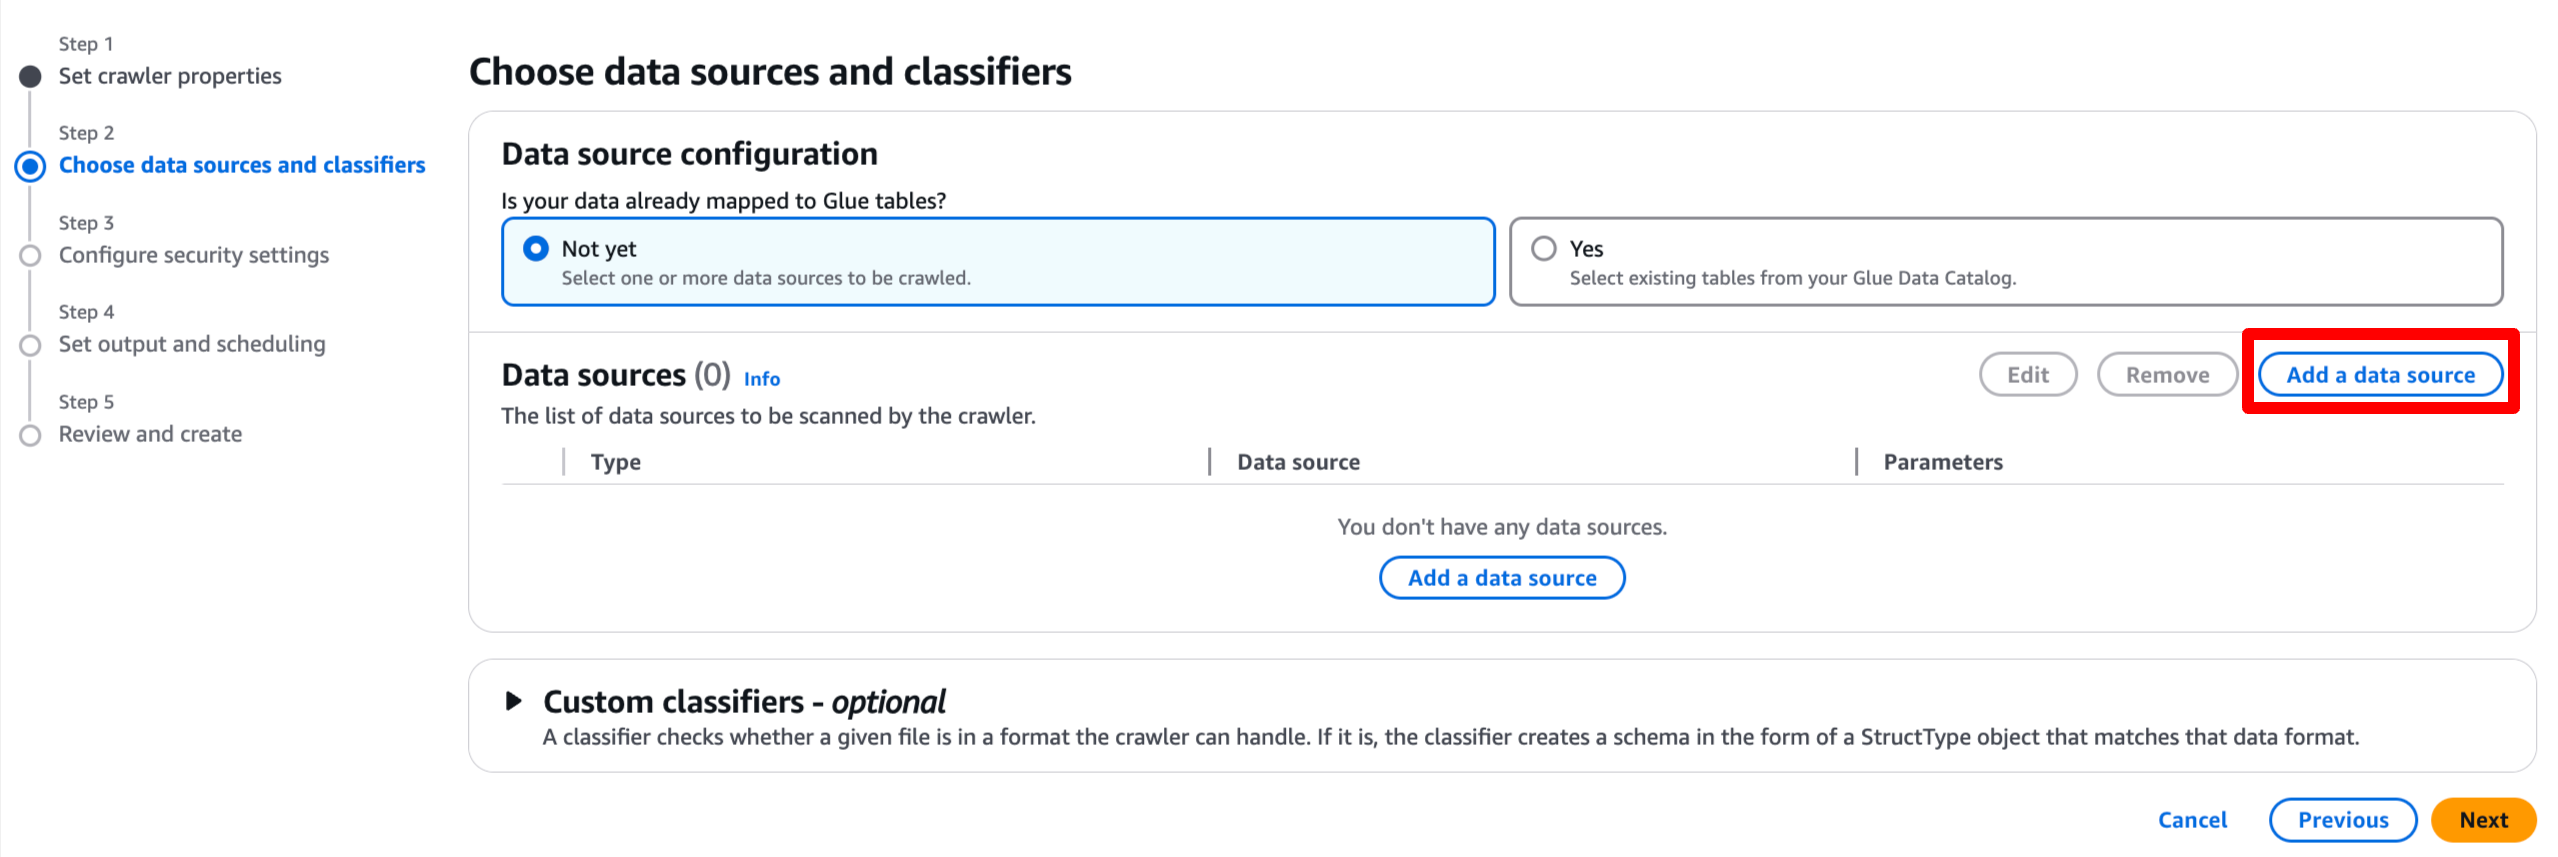 Step 1
Set crawler properties
Step 2
Choose data sources and classifiers
Step 3
Configure security settings
Step 4
Set output and scheduling
Step 5
Review and create
Choose data sources and classifiers
Data source configuration
Is your data already mapped to Glue tables?
Not yet
Select one or more data sources to be crawled.
Yes
Select existing tables from your Glue Data Catalog.
Data sources (0) Info
Edit
Remove
Add a data source
The list of data sources to be scanned by the crawler.
Type
Data source
Parameters
You don't have any data sources.
Add a data source
Custom classifiers - optional
A classifier checks whether a given file is in a format the crawler can handle. If it is, the classifier creates a schema in the form of a StructType object that matches that data format.
Cancel
Previous
Next